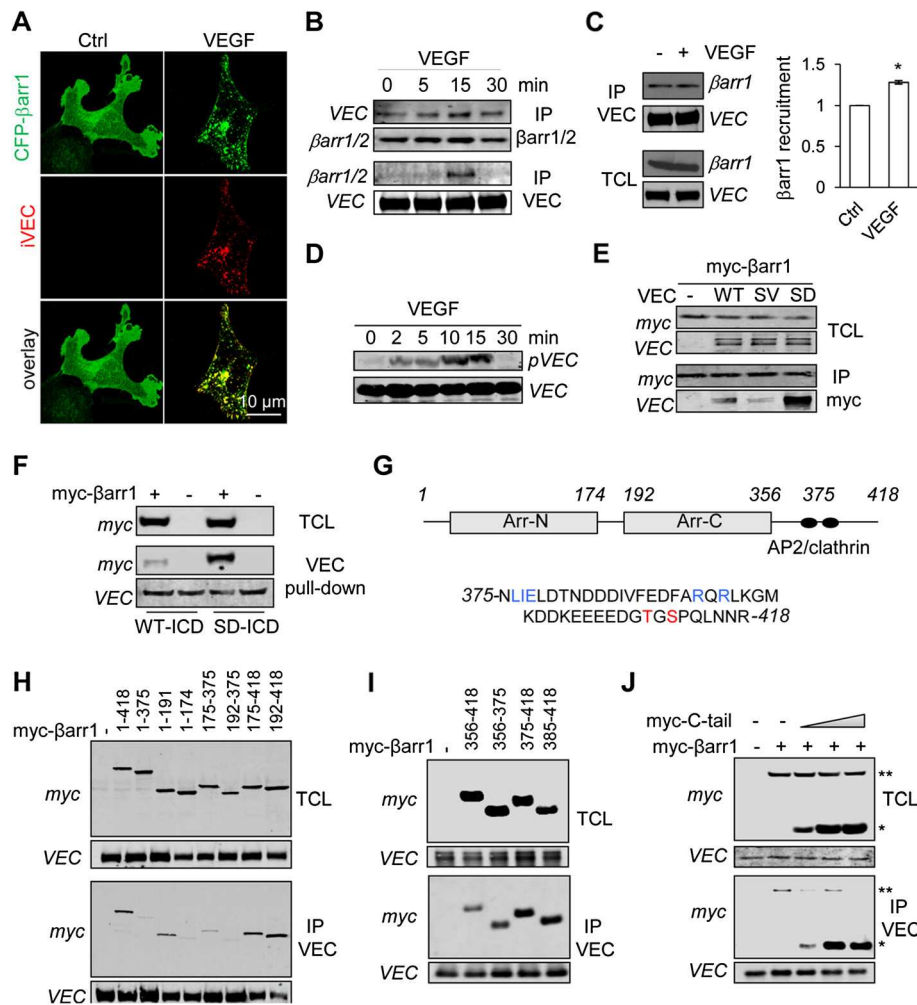 A
Ctrl VEGF
CFP-βarr1
iVEC
overlay
10 µm
B
VEGF
0 5 15 30 min
VEC IP
βarr1/2 βarr1/2
βarr1/2 IP
VEC VEC
C
- + VEGF
IP βarr1
VEC VEC
βarr1
TCL
VEC
βarr1 recruitment
1.5
1
0.5
0
*
Ctrl
VEGF
D
VEGF
0 2 5 10 15 30 min
pVEC
VEC
E
myc-βarr1
VEC - WT SV SD
myc TCL
VEC
myc IP
VEC myc
F
myc-βarr1 + - + -
myc TCL
myc VEC
VEC pull-down
WT-ICD SD-ICD
G
1 174 192 356 375 418
Arr-N Arr-C
AP2/clathrin
375-NLIELDTNDDDIVFEDFARQRLKGM
KDDKEEEEDGTGSPQLNNR-418
H
myc-βarr1 - 1-418 1-375 1-191 1-174 175-375 192-375 175-418 192-418
myc TCL
VEC
myc IP
VEC
VEC
I
myc-βarr1 - 356-418 356-375 375-418 385-418
myc TCL
VEC
myc IP
VEC
VEC
J
myc-C-tail - -
myc-βarr1 - + + + +
**
myc TCL
*
VEC
**
myc IP
VEC
*
VEC